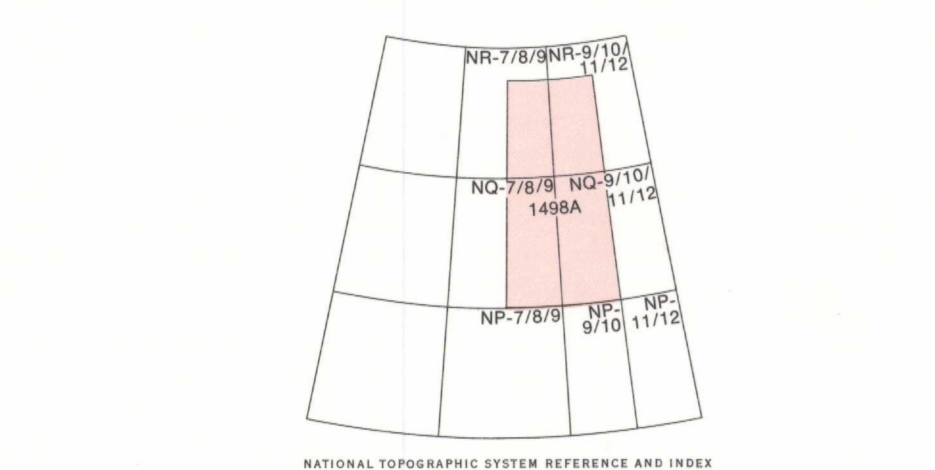 NR-7/8/9
NR-9/10/
11/12
NQ-7/8/9
NQ-9/10/
11/12
1498A
NP-7/8/9
NP-
9/10
NP-
11/12
NATIONAL TOPOGRAPHIC SYSTEM REFERENCE AND INDEX